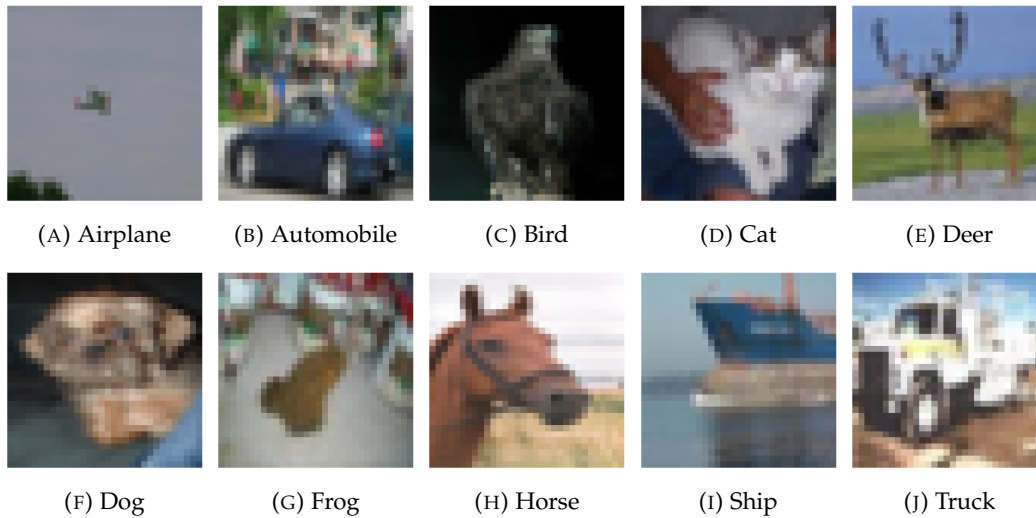 (A) Airplane
(B) Automobile
(C) Bird
(D) Cat
(E) Deer
(F) Dog
(G) Frog
(H) Horse
(I) Ship
(J) Truck